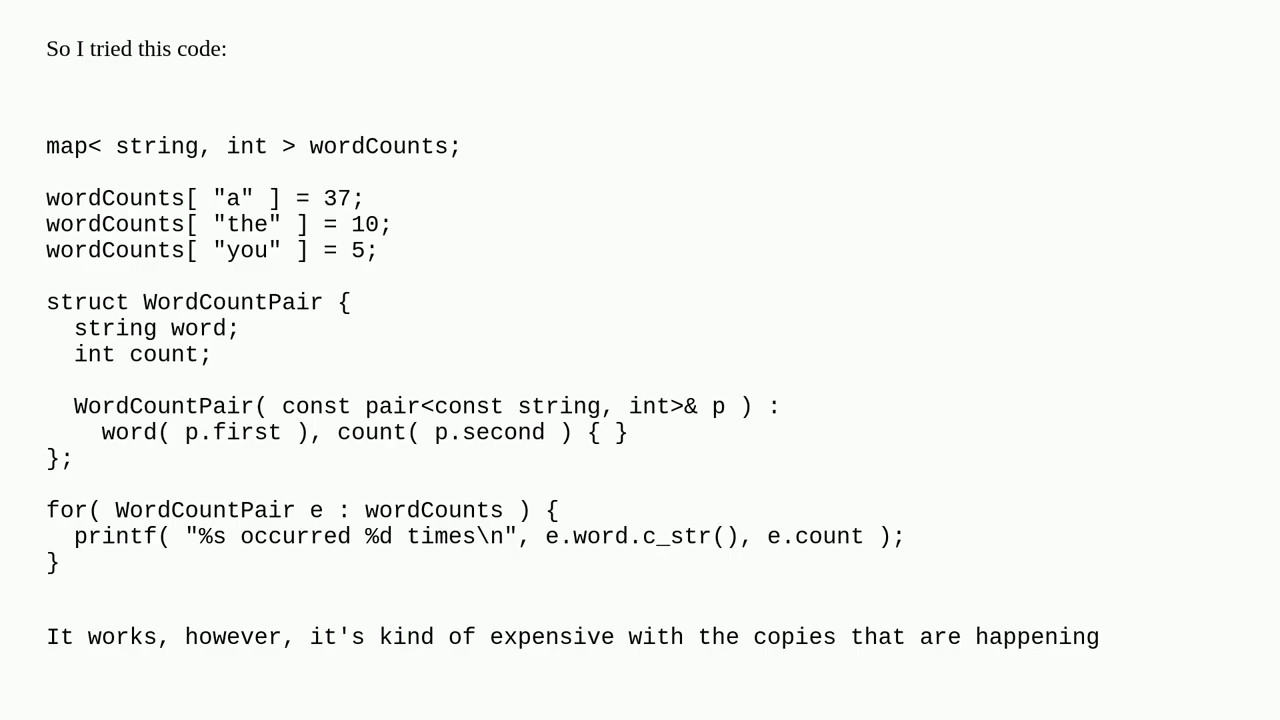 So I tried this code:
map< string, int > wordCounts;
wordCounts[ "a" ] = 37;
wordCounts[ "the" ] = 10;
wordCounts[ "you" ] = 5;
struct WordCountPair {
  string word;
  int count;
  WordCountPair( const pair<const string, int>& p ) :
    word( p.first ), count( p.second ) { }
};
for( WordCountPair e : wordCounts ) {
  printf( "%s occurred %d times\n", e.word.c_str(), e.count );
}
It works, however, it's kind of expensive with the copies that are happening